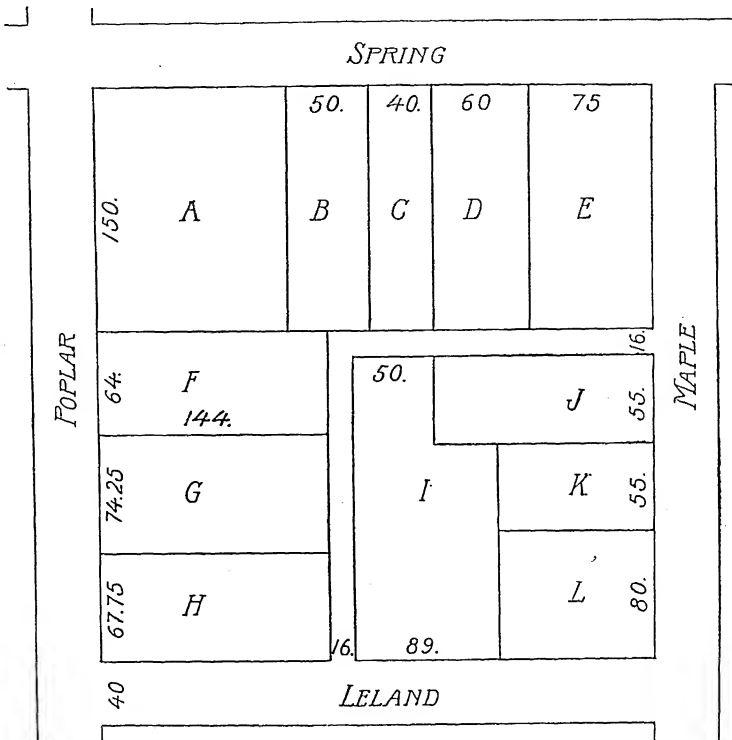 SPRING
50. 40. 60 75
150. A B C D E
POPLAR
MAPLE
16.
64. F 144.
50. J 55.
74.25 G I K 55.
67.75 H L 80.
16. 89.
40 LELAND